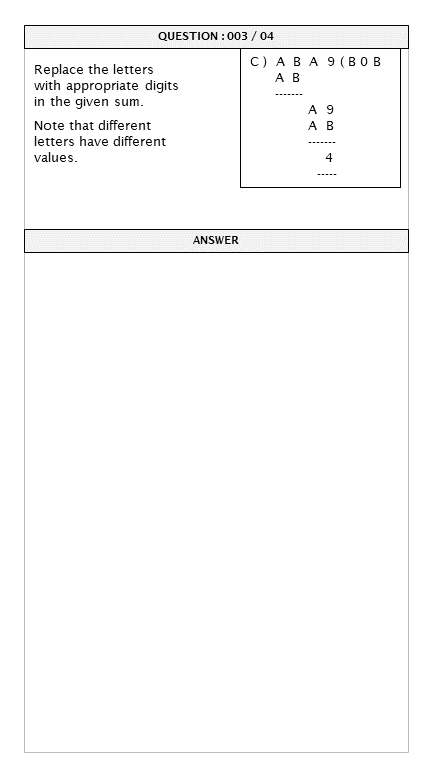 QUESTION : 003 / 04
Replace the letters
with appropriate digits
in the given sum.
Note that different
letters have different
values.
C ) A B A 9 ( B 0 B
A B
-------
A 9
A B
-------
4
-----
ANSWER